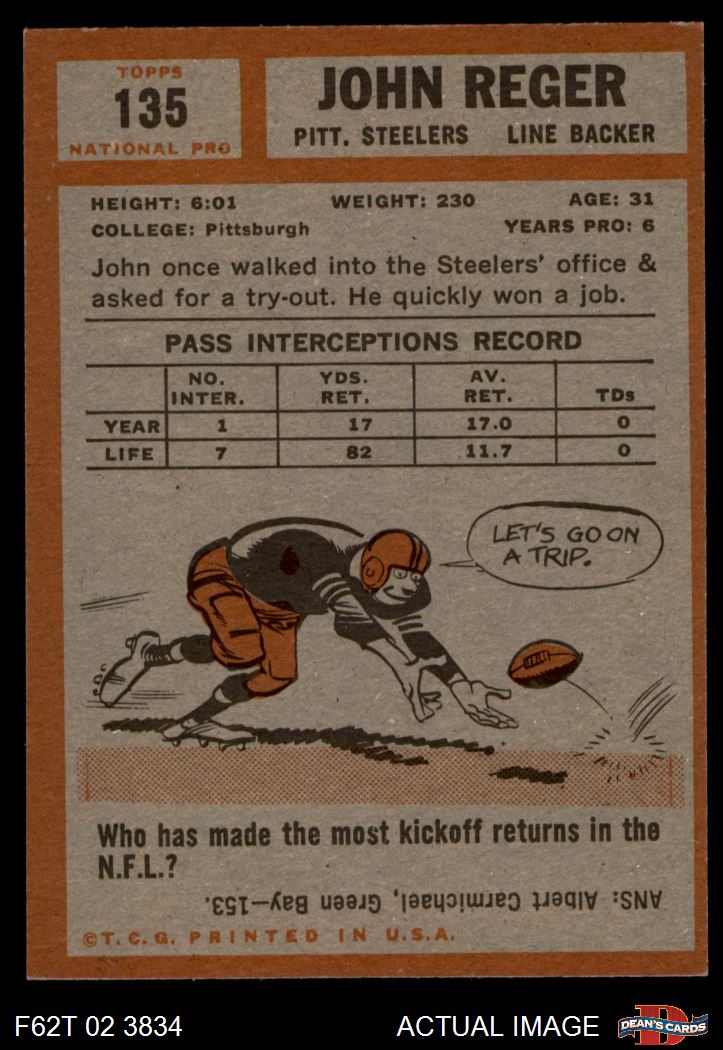 TOPPS
135
NATIONAL PRO
JOHN REGER
PITT. STEELERS LINE BACKER
HEIGHT: 6:01 WEIGHT: 230 AGE: 31
COLLEGE: Pittsburgh YEARS PRO: 6
John once walked into the Steelers' office &
asked for a try-out. He quickly won a job.
PASS INTERCEPTIONS RECORD
NO. INTER. YDS. RET. AV. RET. TDs
YEAR 1 17 17.0 0
LIFE 7 82 11.7 0
LET'S GO ON
A TRIP.
Who has made the most kickoff returns in the
N.F.L.?
ANS: Albert Carmichael, Green Bay—153.
©T.C.G. PRINTED IN U.S.A.
F62T 02 3834 ACTUAL IMAGE
D
DEAN'S CARDS